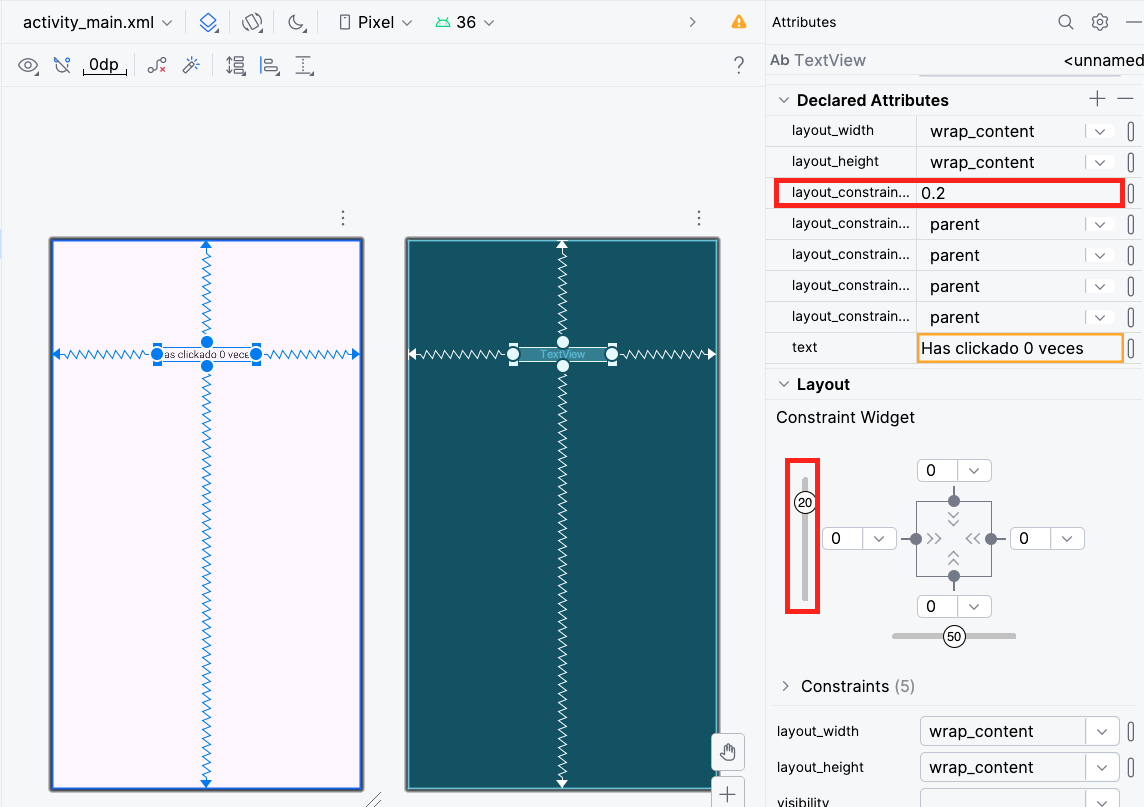 activity_main.xml Pixel 36 Attributes
0dp ? Ab TextView <unnamed
Declared Attributes
layout_width wrap_content
layout_height wrap_content
layout_constrain... 0.2
layout_constrain... parent
layout_constrain... parent
layout_constrain... parent
layout_constrain... parent
text Has clickado 0 veces
as clickado 0 vece TextView
Layout
Constraint Widget
0
20
0 0
0
50
Constraints (5)
layout_width wrap_content
layout_height wrap_content
visibility